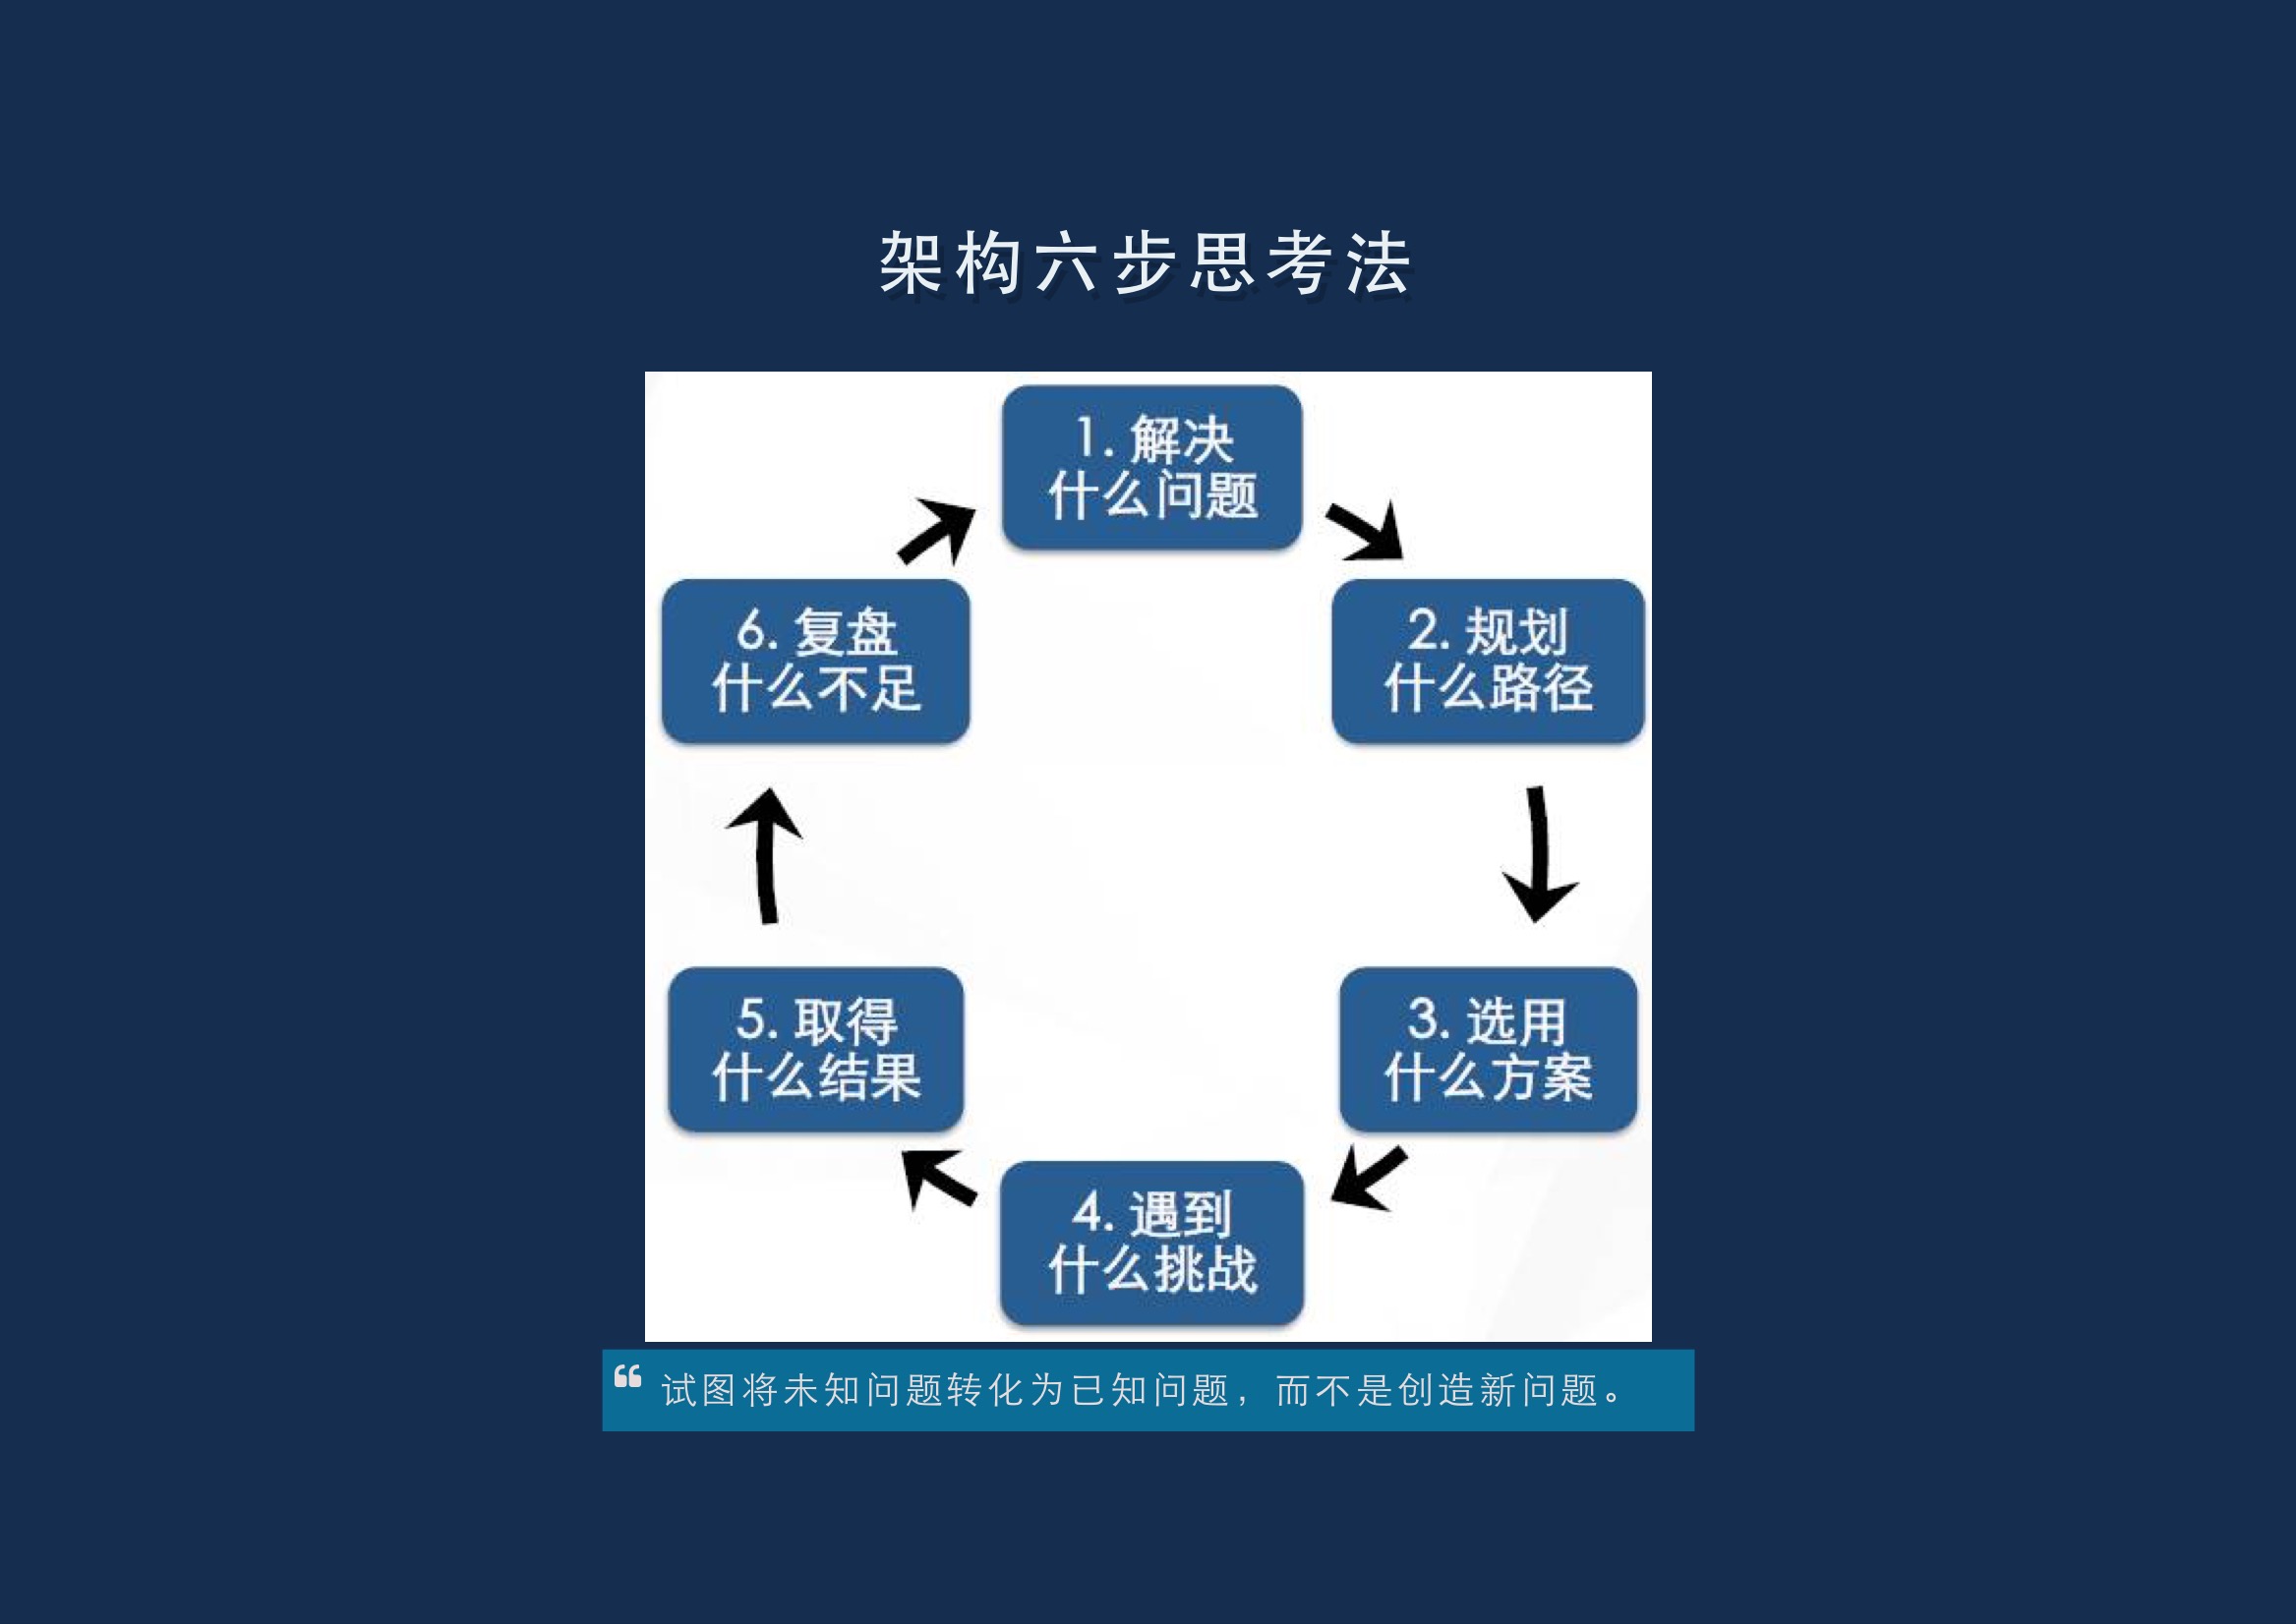 架构六步思考法
1. 解决
什么问题
2. 规划
什么路径
3. 选用
什么方案
4. 遇到
什么挑战
5. 取得
什么结果
6. 复盘
什么不足
“ 试图将未知问题转化为已知问题，而不是创造新问题。